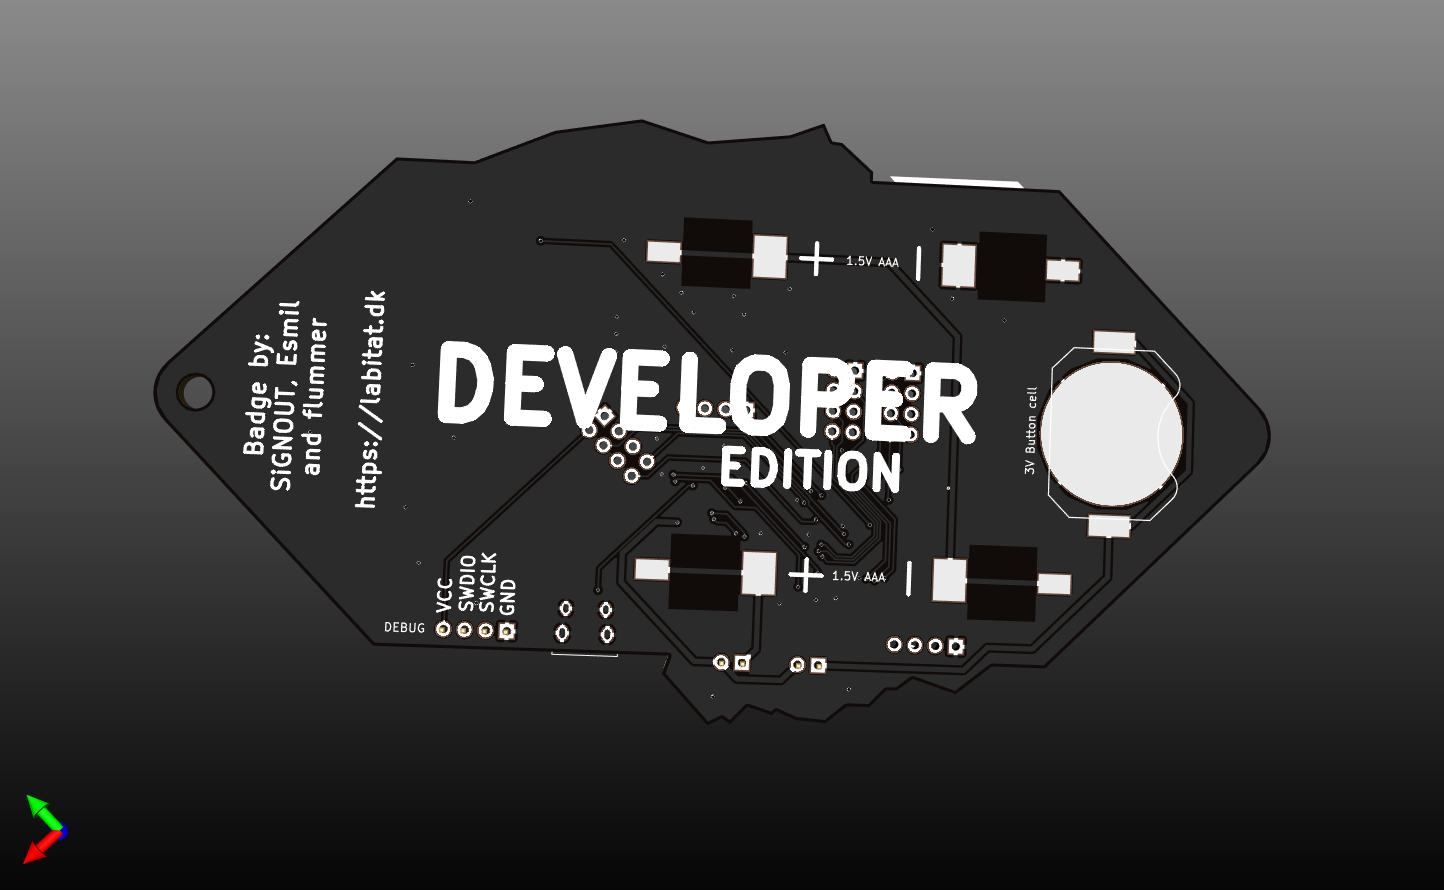 Badge by:
SiGNOUT, Esmil
and flummer
https://labitat.dk
+ 1.5V AAA -
DEVELOPER
EDITION
3V Button cell
+ 1.5V AAA -
VCC
SWDIO
SWCLK
GND
DEBUG